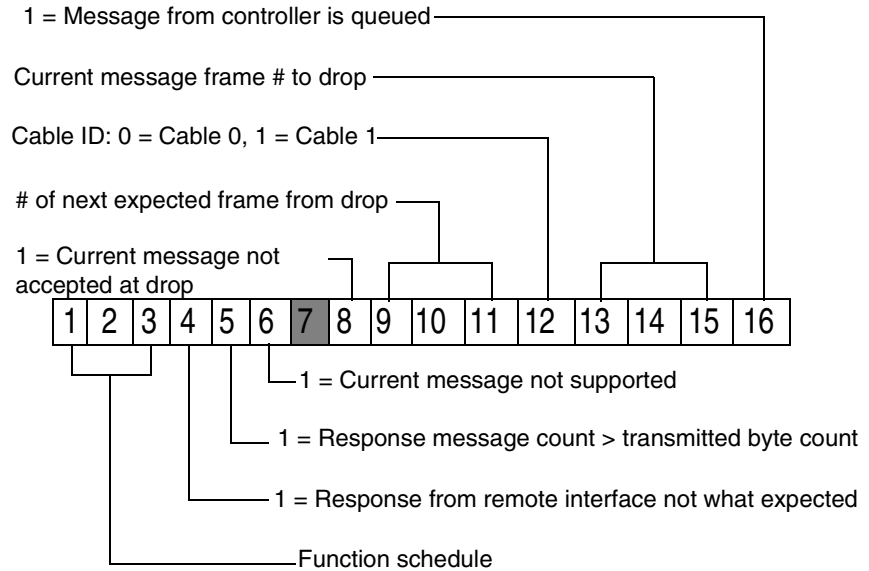 1 = Message from controller is queued
Current message frame # to drop
Cable ID: 0 = Cable 0, 1 = Cable 1
# of next expected frame from drop
1 = Current message not
accepted at drop
1 2 3 4 5 6 7 8 9 10 11 12 13 14 15 16
1 = Current message not supported
1 = Response message count > transmitted byte count
1 = Response from remote interface not what expected
Function schedule